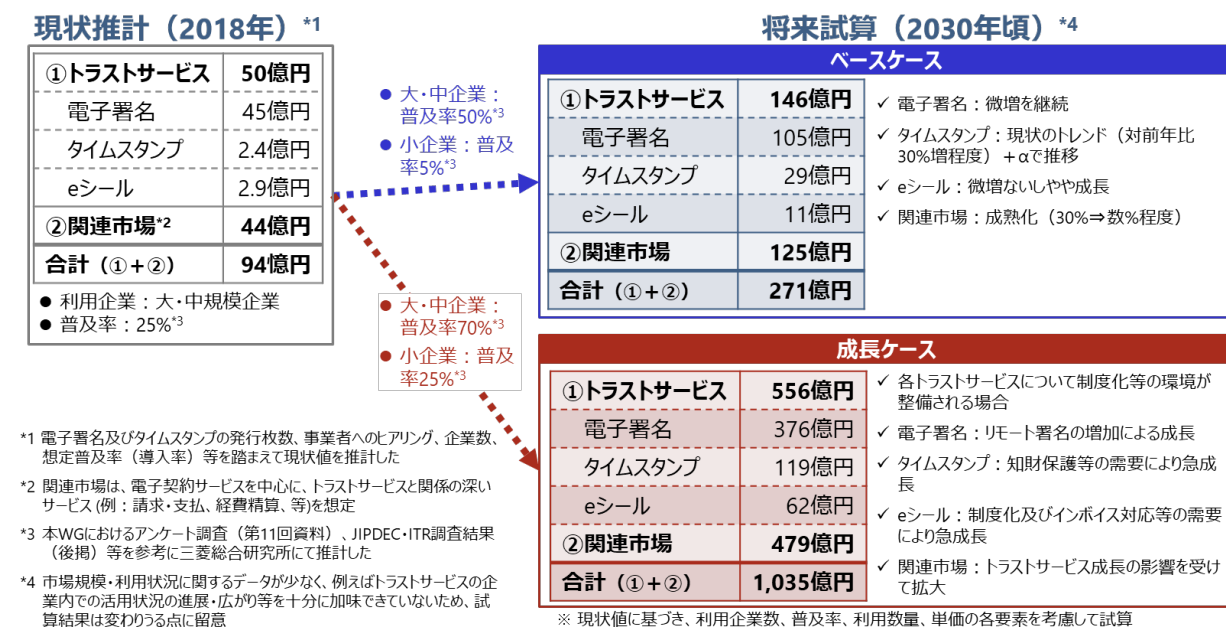 現状推計（2018年）*1
①トラストサービス 50億円
電子署名 45億円
タイムスタンプ 2.4億円
eシール 2.9億円
②関連市場*2 44億円
合計（①+②） 94億円
● 利用企業：大・中規模企業
● 普及率：25%*3
● 大・中企業：
普及率50%*3
● 小企業：普及
率5%*3
● 大・中企業：
普及率70%*3
● 小企業：普及
率25%*3
将来試算（2030年頃）*4
ベースケース
①トラストサービス 146億円
電子署名 105億円
タイムスタンプ 29億円
eシール 11億円
②関連市場 125億円
合計（①+②） 271億円
✓ 電子署名：微増を継続
✓ タイムスタンプ：現状のトレンド（対前年比
30%増程度）+αで推移
✓ eシール：微増ないしやや成長
✓ 関連市場：成熟化（30%⇒数%程度）
成長ケース
①トラストサービス 556億円
電子署名 376億円
タイムスタンプ 119億円
eシール 62億円
②関連市場 479億円
合計（①+②） 1,035億円
✓ 各トラストサービスについて制度化等の環境が
整備される場合
✓ 電子署名：リモート署名の増加による成長
✓ タイムスタンプ：知財保護等の需要により急成
長
✓ eシール：制度化及びインボイス対応等の需要
により急成長
✓ 関連市場：トラストサービス成長の影響を受け
て拡大
*1 電子署名及びタイムスタンプの発行枚数、事業者へのヒアリング、企業数、
想定普及率（導入率）等を踏まえて現状値を推計した
*2 関連市場は、電子契約サービスを中心に、トラストサービスと関係の深い
サービス(例：請求・支払、経費精算、等)を想定
*3 本WGにおけるアンケート調査（第11回資料）、JIPDEC・ITR調査結果
（後掲）等を参考に三菱総合研究所にて推計した
*4 市場規模・利用状況に関するデータが少なく、例えばトラストサービスの企
業内での活用状況の進展・広がり等を十分に加味できていないため、試
算結果は変わりうる点に留意
※ 現状値に基づき、利用企業数、普及率、利用数量、単価の各要素を考慮して試算